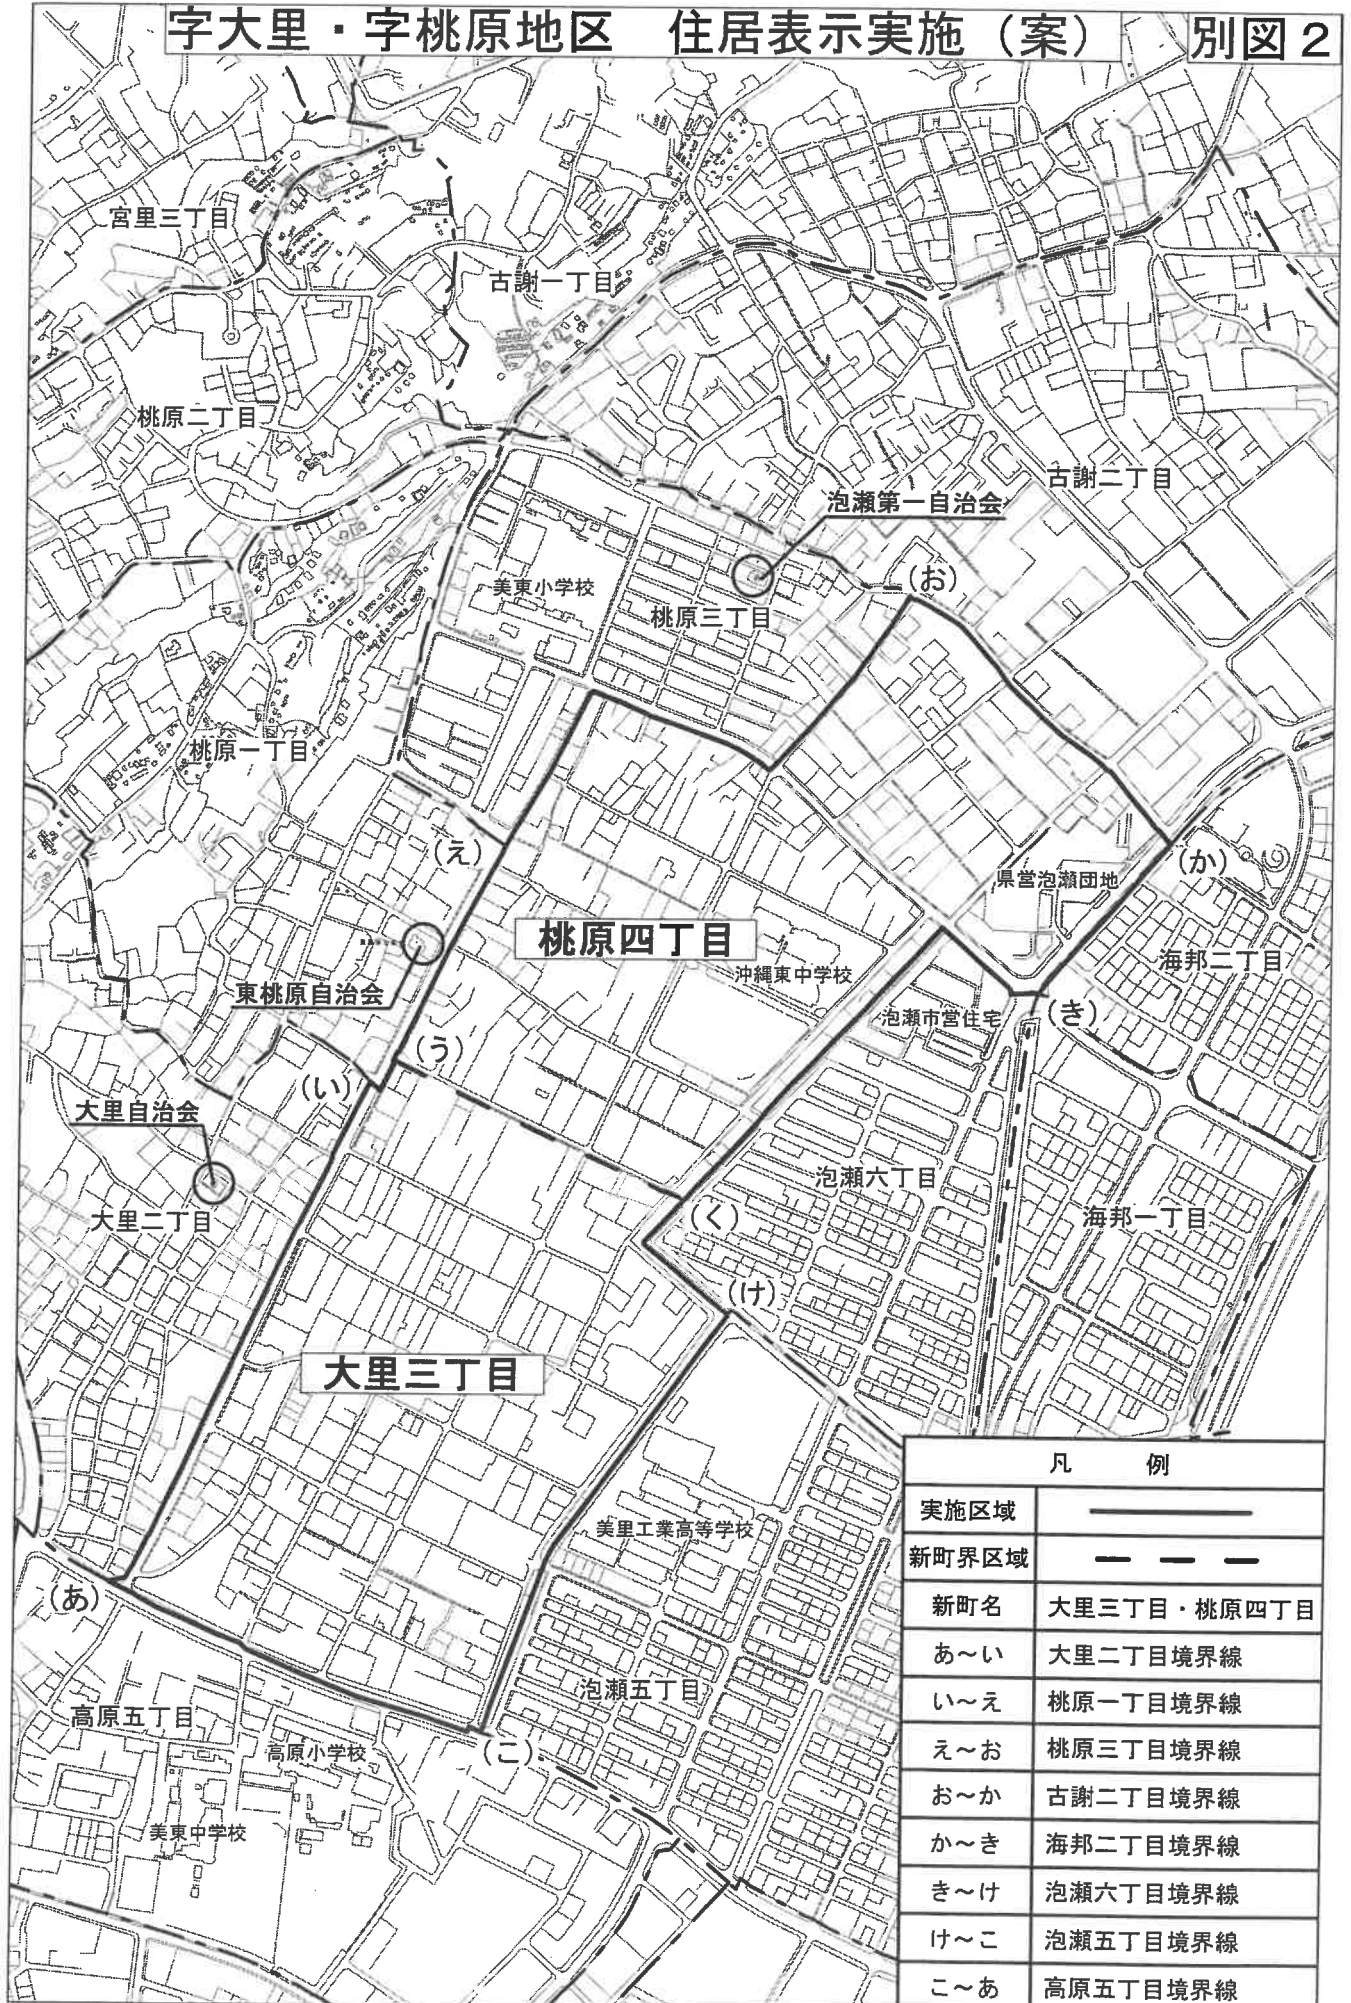 字大里・字桃原地区　住居表示実施（案）
別図２
宮里三丁目
古謝一丁目
桃原二丁目
古謝二丁目
泡瀬第一自治会
美東小学校
(お)
桃原三丁目
桃原一丁目
(え)
(か)
県営泡瀬団地
桃原四丁目
沖縄東中学校
海邦二丁目
東桃原自治会
泡瀬市営住宅
(き)
(う)
(い)
大里自治会
泡瀬六丁目
大里二丁目
(く)
海邦一丁目
(け)
大里三丁目
美里工業高等学校
(あ)
泡瀬五丁目
高原五丁目
高原小学校
(こ)
美東中学校
凡　例
実施区域
新町界区域
新町名　大里三丁目・桃原四丁目
あ～い　大里二丁目境界線
い～え　桃原一丁目境界線
え～お　桃原三丁目境界線
お～か　古謝二丁目境界線
か～き　海邦二丁目境界線
き～け　泡瀬六丁目境界線
け～こ　泡瀬五丁目境界線
こ～あ　高原五丁目境界線